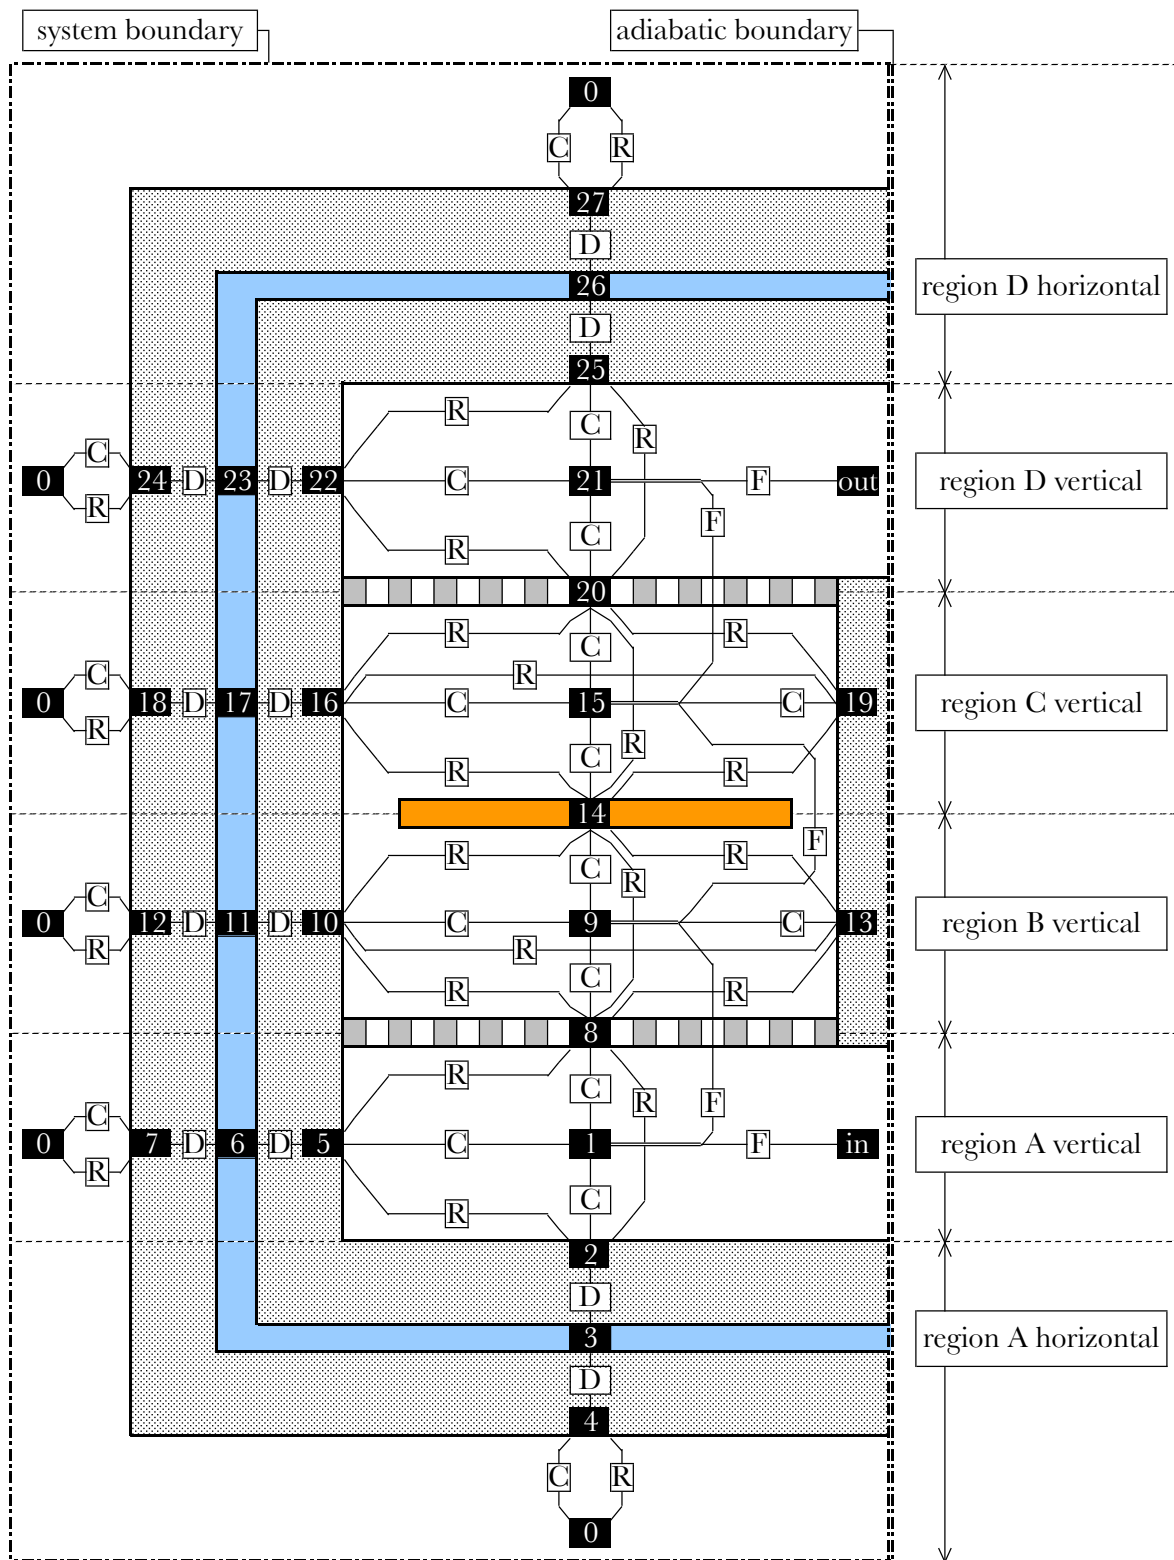 system boundary adiabatic boundary
0
C R
27
D
26 region D horizontal
D
25
R C R
C
0 24 D 23 D 22 C 21 F out region D vertical
R
F
R C
20
R C R
C R
0 18 D 17 D 16 C 15 C 19 region C vertical
R
R
R C R
14
F
R C R
R
C
0 12 D 11 D 10 C 9 C 13 region B vertical
R R
R C R
8
R C R F
C
0 7 D 6 D 5 C 1 F in region A vertical
R
R C
2
D
3 region A horizontal
D
4
C R
0